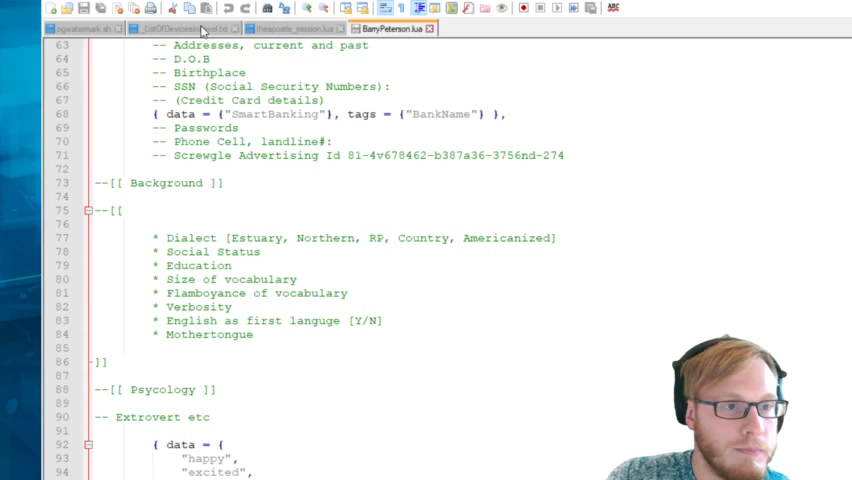 ogwatermark.sh
theapostle_mission.lua
BarryPeterson.lua
63 -- Addresses, current and past
64 -- D.O.B
65 -- Birthplace
66 -- SSN (Social Security Numbers):
67 -- (Credit Card details)
68 { data = {"SmartBanking"}, tags = {"BankName"} },
69 -- Passwords
70 -- Phone Cell, landline#:
71 -- Screwgle Advertising Id 81-4v678462-b387a36-3756nd-274
72
73 --[[ Background ]]
74
75 --[[
76
77 * Dialect [Estuary, Northern, RP, Country, Americanized]
78 * Social Status
79 * Education
80 * Size of vocabulary
81 * Flamboyance of vocabulary
82 * Verbosity
83 * English as first languge [Y/N]
84 * Mothertongue
85
86 ]]
87
88 --[[ Psycology ]]
89
90 -- Extrovert etc
91
92 { data = {
93 "happy",
94 "excited",